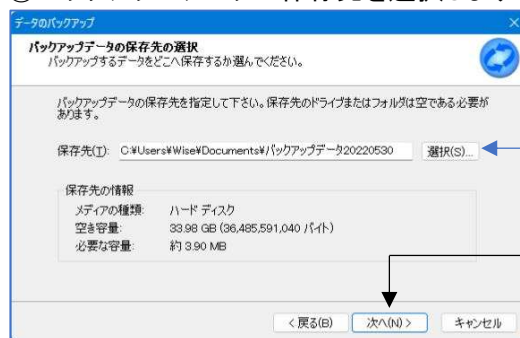 データのバックアップ
バックアップデータの保存先の選択
バックアップするデータをどこへ保存するか選んでください。
バックアップデータの保存先を指定して下さい。保存先のドライブまたはフォルダは空である必要が
あります。
保存先(T): C:¥Users¥Wise¥Documents¥バックアップデータ20220530 選択(S)...
保存先の情報
メディアの種類: ハード ディスク
空き容量: 33.98 GB (36,485,591,040 バイト)
必要な容量: 約 3.90 MB
< 戻る(B) 次へ(N) > キャンセル